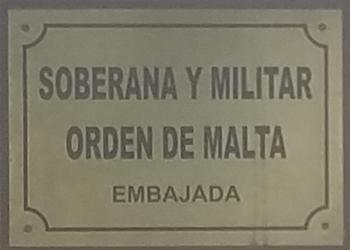 SOBERANA Y MILITAR
ORDEN DE MALTA
EMBAJADA